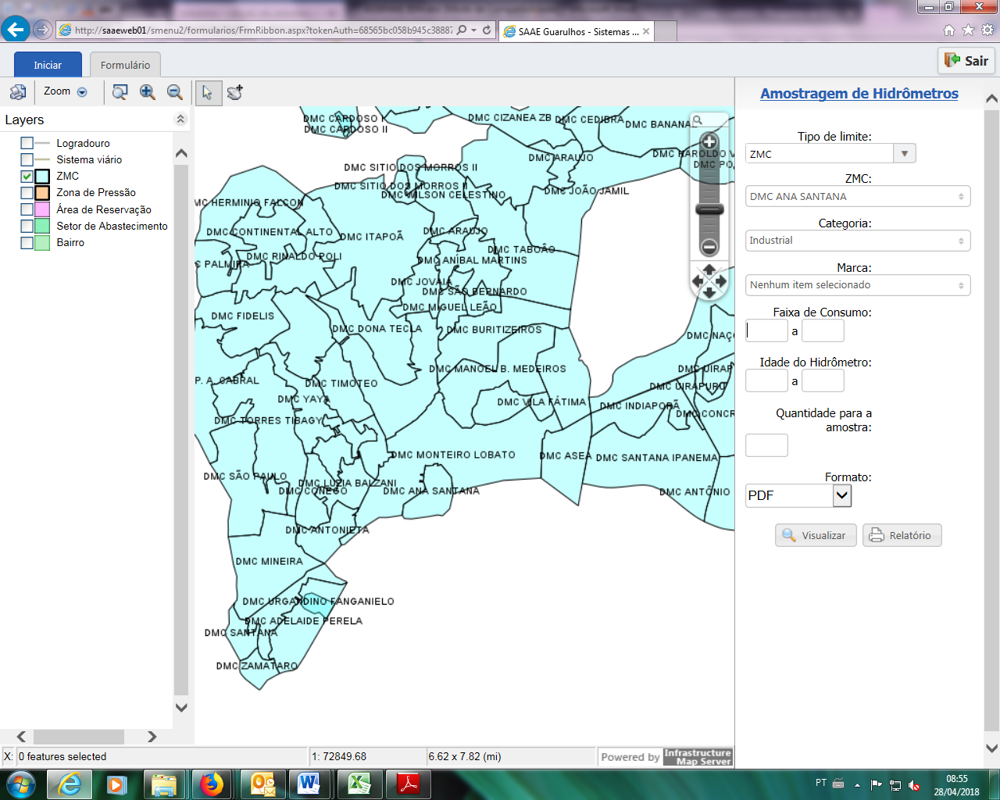 http://saaeweb01/smenu2/formularios/FrmRibbon.aspx?tokenAuth=68565bc058b945c38887
SAAE Guarulhos - Sistemas ...
Iniciar
Formulário
Sair
Zoom
Layers
Logradouro
Sistema viário
ZMC
Zona de Pressão
Área de Reservação
Setor de Abastecimento
Bairro
DMC CARDOSO I
DMC CARDOSO II
DMC CIZANEA ZB
DMC CEDIBRA
DMC BANANAL
DMC ARAUJO
DMC HAROLDO V
DMC PO
DMC SITIO DOS MORROS II
DMC SITIO DOS MORROS I
DMC WILSON CELESTINO
DMC JOÃO JAMIL
MC HERMINIO FALCON
DMC CONTINENTAL ALTO
DMC ITAPOÃ
DMC ARAUJO
DMC TABOÃO
C PALMIRA
DMC RINALDO POLI
DMC ANÍBAL MARTINS
DMC JOVAIA
DMC SÃO BERNARDO
DMC MIGUEL LEÃO
DMC FIDELIS
DMC DONA TECLA
DMC BURITIZEIROS
DMC NAÇ
DMC MANOEL B. MEDEIROS
DMC UIRAP
P. A. CABRAL
DMC TIMOTEO
DMC UIRAPURU
DMC YAYA
DMC VILA FÁTIMA
DMC INDIAPORÃ
DMC CONCR
DMC TORRES TIBAGY
DMC MONTEIRO LOBATO
DMC ASEA
DMC SANTANA IPANEMA
DMC SÃO PAULO
DMC LUZIA BALZANI
DMC CONEGO
DMC ANA SANTANA
DMC ANTÔNIO
DMC ANTONIETA
DMC MINEIRA
DMC URGANDINO FANGANIELO
DMC ADELAIDE PERELA
DMC SANTANA
DMC ZAMATARO
Amostragem de Hidrômetros
Tipo de limite:
ZMC
ZMC:
DMC ANA SANTANA
Categoria:
Industrial
Marca:
Nenhum item selecionado
Faixa de Consumo:
a
Idade do Hidrômetro:
a
Quantidade para a
amostra:
Formato:
PDF
Visualizar
Relatório
X:
0 features selected
1: 72849.68
6.62 x 7.82 (mi)
Powered by
Infrastructure
Map Server
PT
08:55
28/04/2018